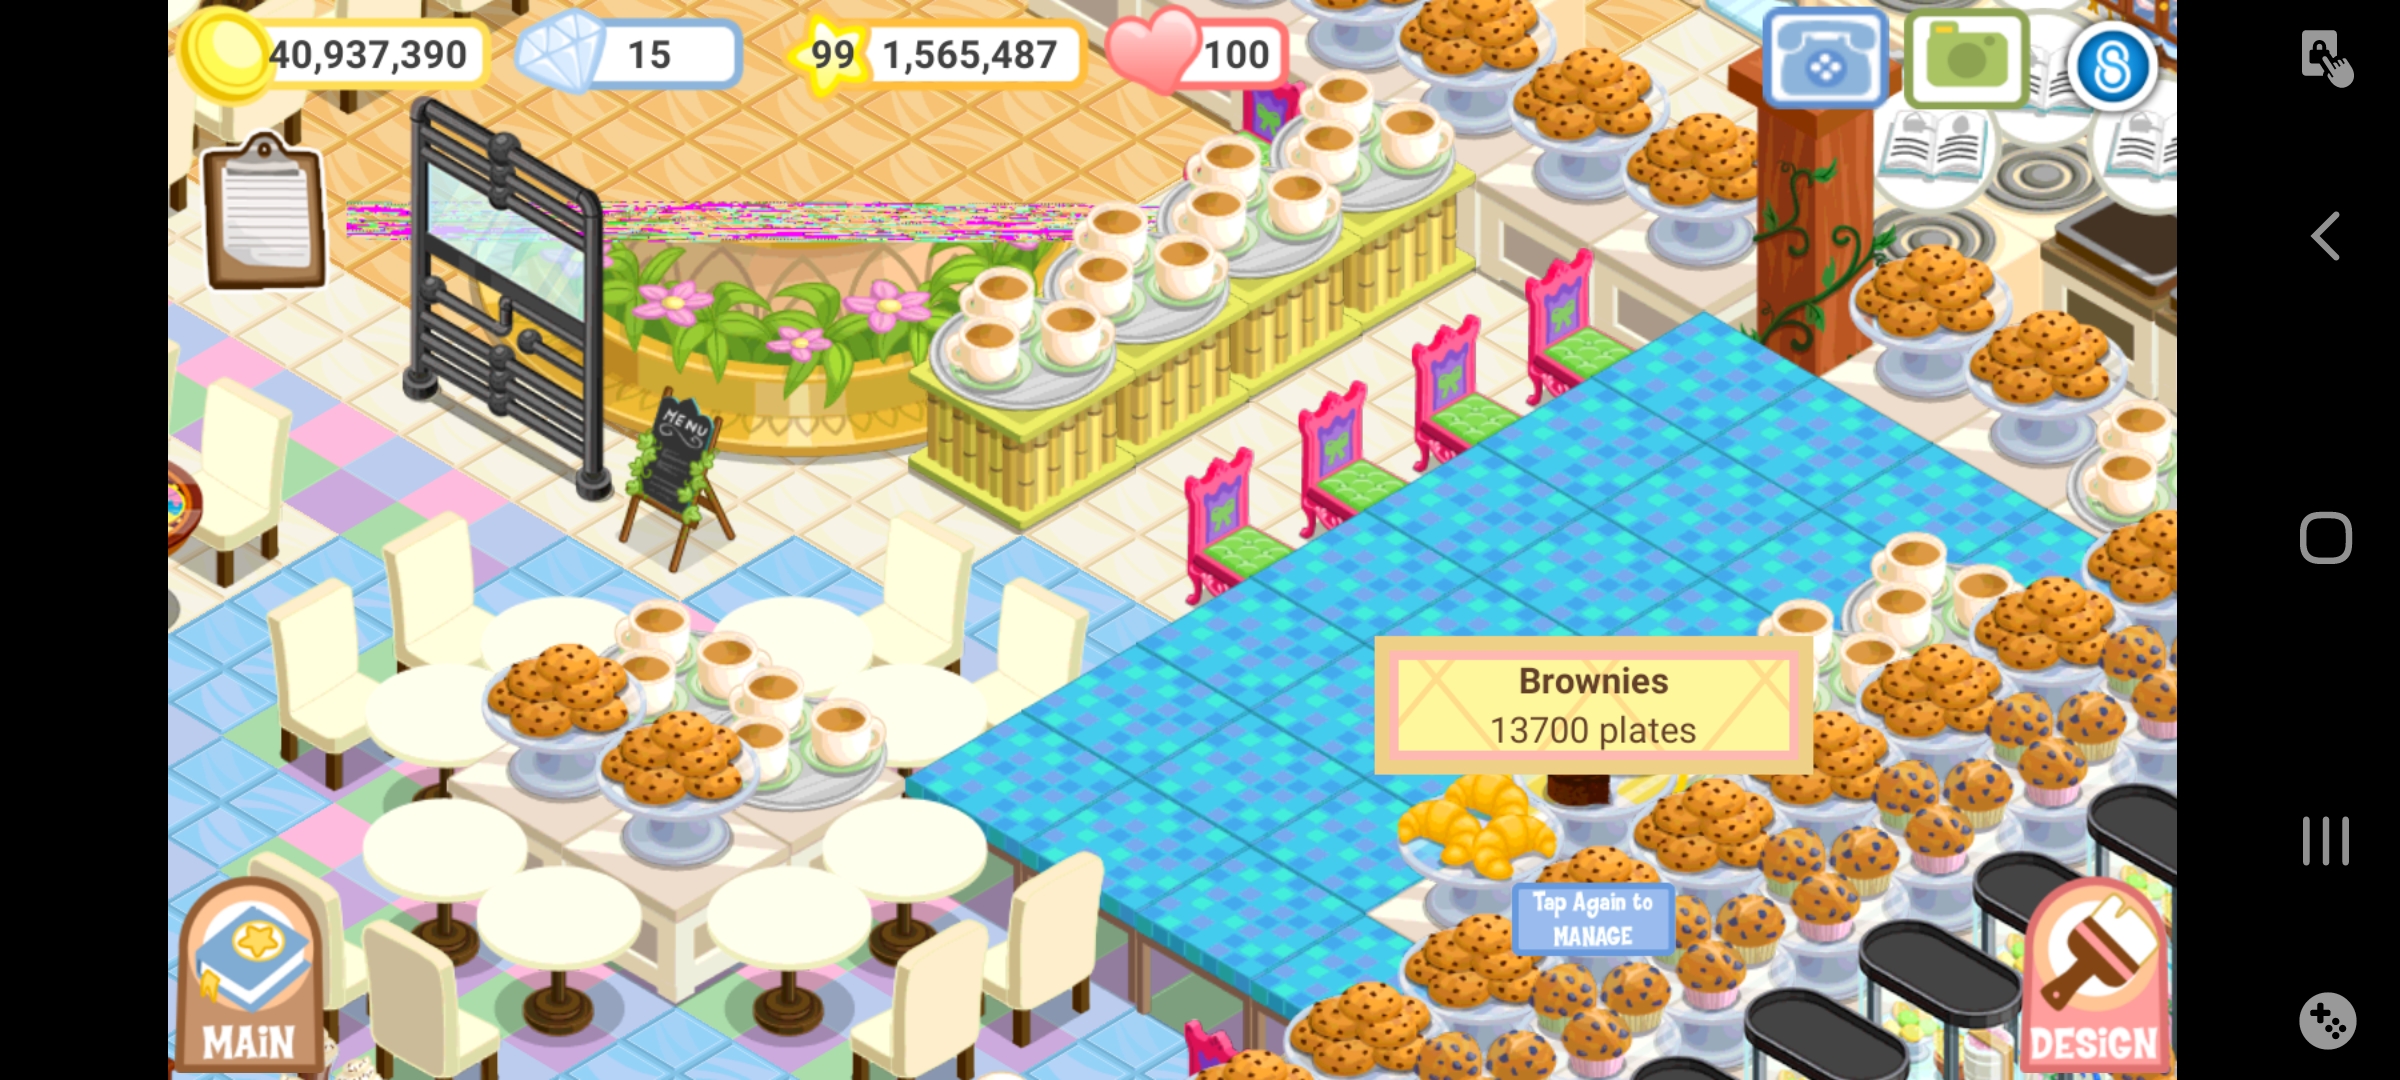 40,937,390
15
99
1,565,487
100
MENU
Brownies
13700 plates
Tap Again to
MANAGE
MAiN
DESiGN